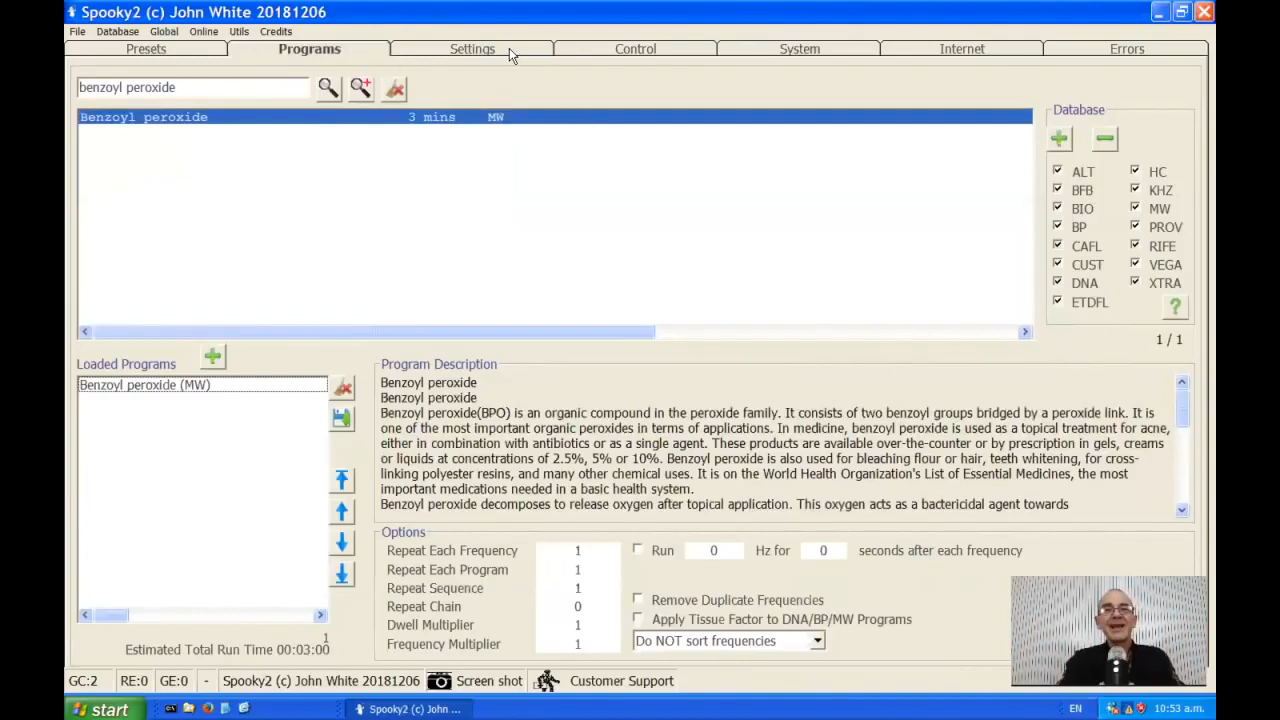 Spooky2 (c) John White 20181206
File Database Global Online Utils Credits
Presets Programs Settings Control System Internet Errors
benzoyl peroxide
Benzoyl peroxide 3 mins MW
Database
ALT HC
BFB KHZ
BIO MW
BP PROV
CAFL RIFE
CUST VEGA
DNA XTRA
ETDFL
?
1 / 1
Loaded Programs
Benzoyl peroxide (MW)
1
Estimated Total Run Time 00:03:00
Program Description
Benzoyl peroxide
Benzoyl peroxide
Benzoyl peroxide(BPO) is an organic compound in the peroxide family. It consists of two benzoyl groups bridged by a peroxide link. It is
one of the most important organic peroxides in terms of applications. In medicine, benzoyl peroxide is used as a topical treatment for acne,
either in combination with antibiotics or as a single agent. These products are available over-the-counter or by prescription in gels, creams
or liquids at concentrations of 2.5%, 5% or 10%. Benzoyl peroxide is also used for bleaching flour or hair, teeth whitening, for cross-
linking polyester resins, and many other chemical uses. It is on the World Health Organization's List of Essential Medicines, the most
important medications needed in a basic health system.
Benzoyl peroxide decomposes to release oxygen after topical application. This oxygen acts as a bactericidal agent towards
Options
Repeat Each Frequency 1
Repeat Each Program 1
Repeat Sequence 1
Repeat Chain 0
Dwell Multiplier 1
Frequency Multiplier 1
Run 0 Hz for 0 seconds after each frequency
Remove Duplicate Frequencies
Apply Tissue Factor to DNA/BP/MW Programs
Do NOT sort frequencies
GC:2 RE:0 GE:0 - Spooky2 (c) John White 20181206 Screen shot Customer Support
start Spooky2 (c) John ... EN 10:53 a.m.